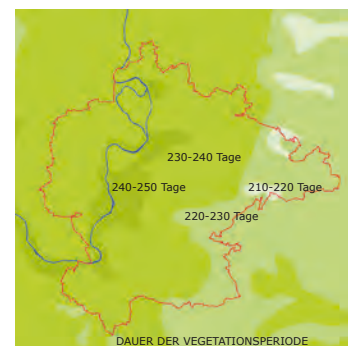 230-240 Tage
240-250 Tage
210-220 Tage
220-230 Tage
DAUER DER VEGETATIONSPERIODE